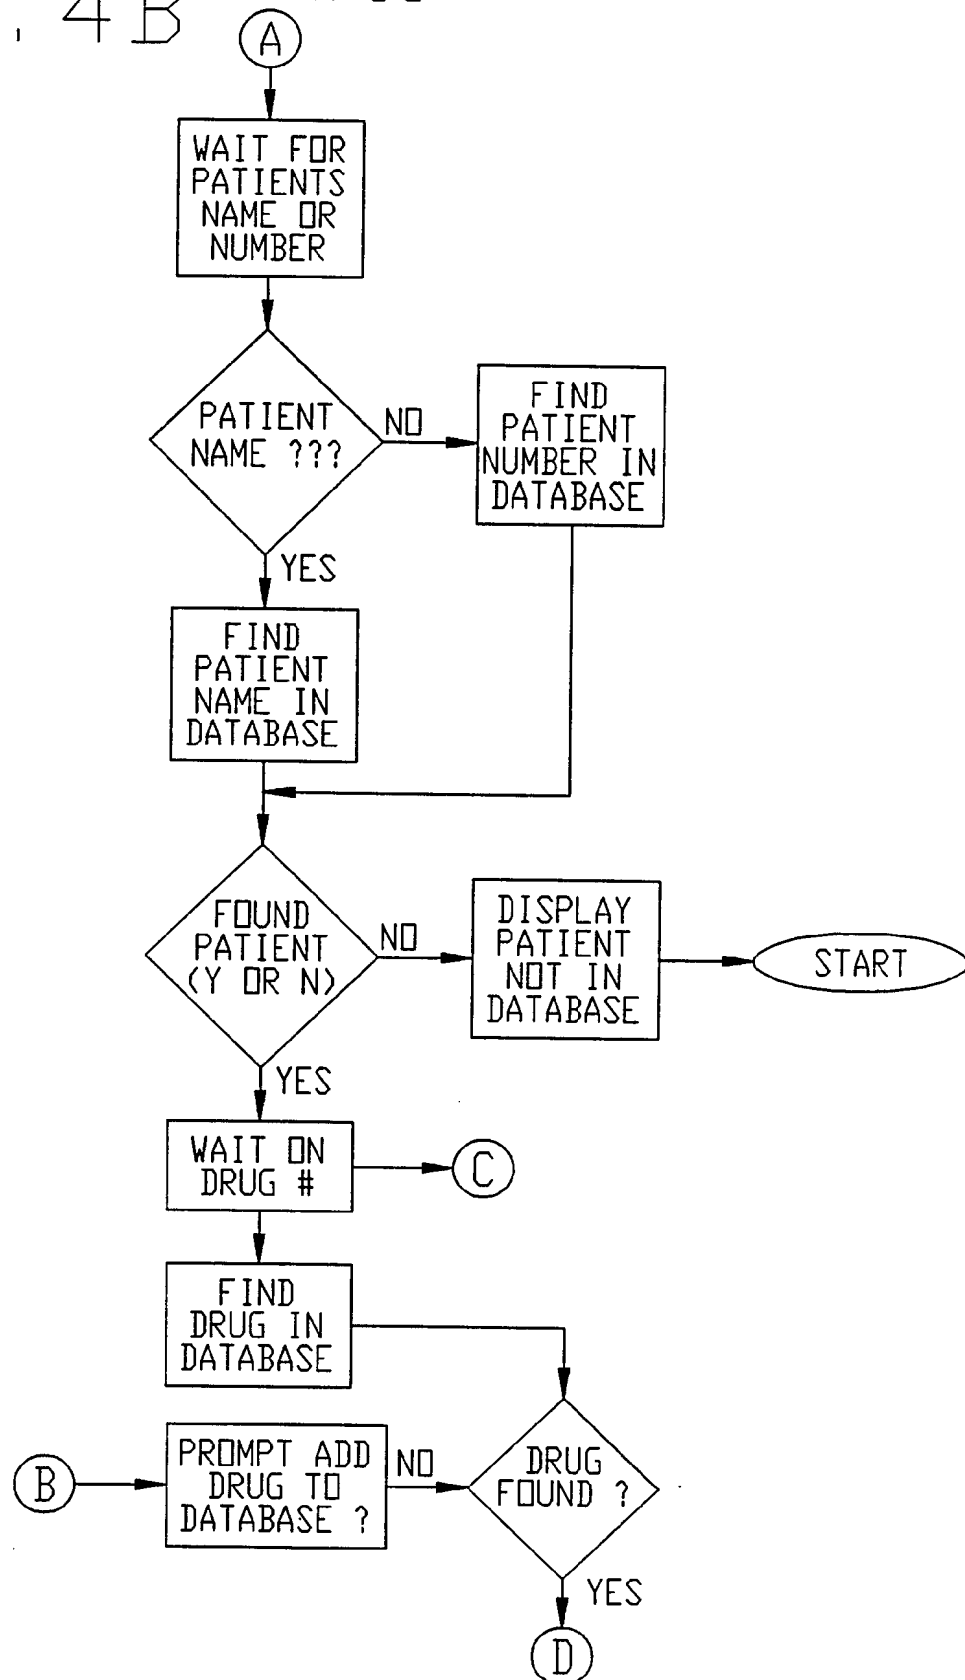 . 4B
A
WAIT FOR
PATIENTS
NAME OR
NUMBER
PATIENT
NAME ???
NO
FIND
PATIENT
NUMBER IN
DATABASE
YES
FIND
PATIENT
NAME IN
DATABASE
FOUND
PATIENT
(Y OR N)
NO
DISPLAY
PATIENT
NOT IN
DATABASE
START
YES
WAIT ON
DRUG #
C
FIND
DRUG IN
DATABASE
B
PROMPT ADD
DRUG TO
DATABASE ?
NO
DRUG
FOUND ?
YES
D